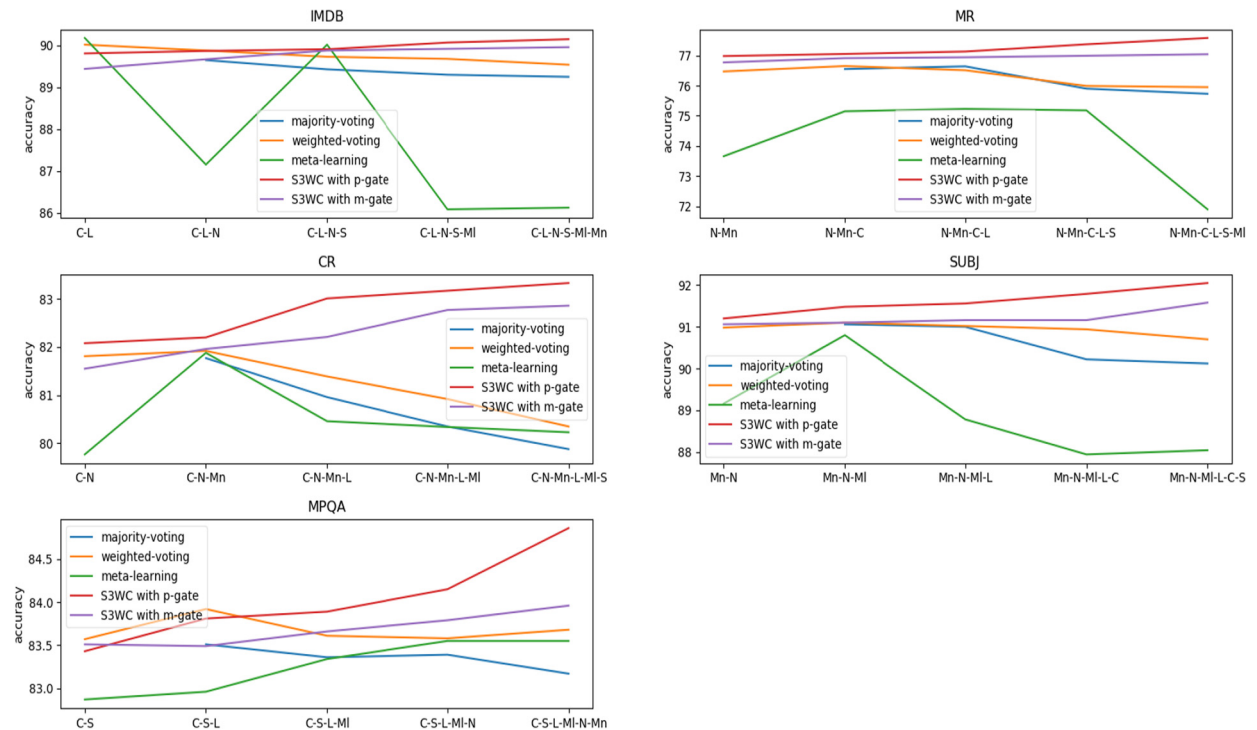 IMDB
accuracy
90
89
88
87
86
majority-voting
weighted-voting
meta-learning
S3WC with p-gate
S3WC with m-gate
C-L
C-L-N
C-L-N-S
C-L-N-S-Ml
C-L-N-S-Ml-Mn
MR
accuracy
77
76
75
74
73
72
majority-voting
weighted-voting
meta-learning
S3WC with p-gate
S3WC with m-gate
N-Mn
N-Mn-C
N-Mn-C-L
N-Mn-C-L-S
N-Mn-C-L-S-Ml
CR
accuracy
83
82
81
80
majority-voting
weighted-voting
meta-learning
S3WC with p-gate
S3WC with m-gate
C-N
C-N-Mn
C-N-Mn-L
C-N-Mn-L-Ml
C-N-Mn-L-Ml-S
SUBJ
accuracy
92
91
90
89
88
majority-voting
weighted-voting
meta-learning
S3WC with p-gate
S3WC with m-gate
Mn-N
Mn-N-Ml
Mn-N-Ml-L
Mn-N-Ml-L-C
Mn-N-Ml-L-C-S
MPQA
accuracy
84.5
84.0
83.5
83.0
majority-voting
weighted-voting
meta-learning
S3WC with p-gate
S3WC with m-gate
C-S
C-S-L
C-S-L-Ml
C-S-L-Ml-N
C-S-L-Ml-N-Mn